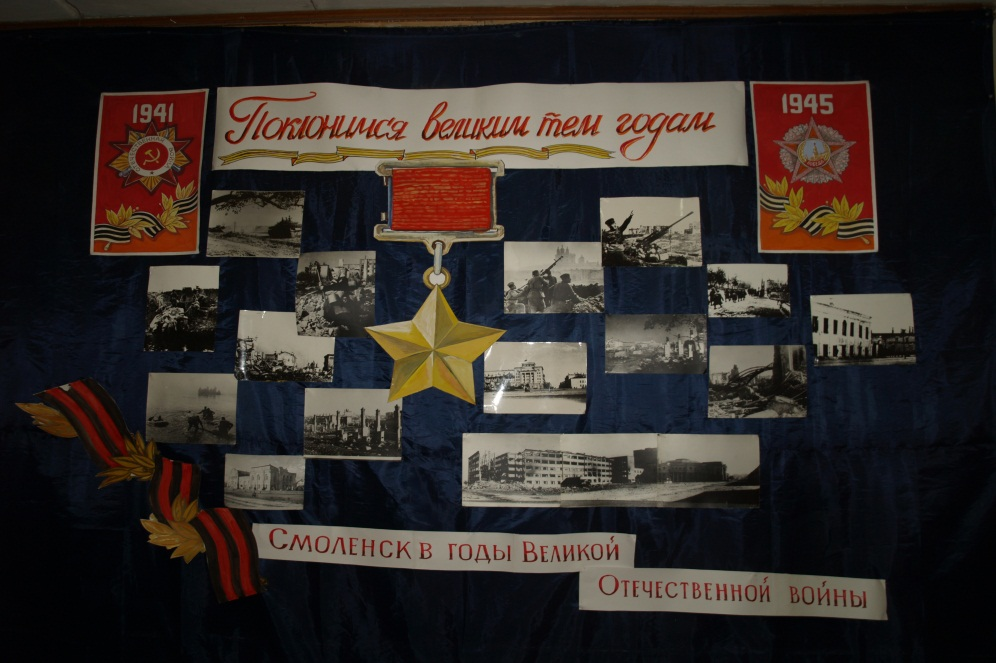 1941
Поклонимся великим тем годам
1945
Смоленск в годы Великой
Отечественной войны